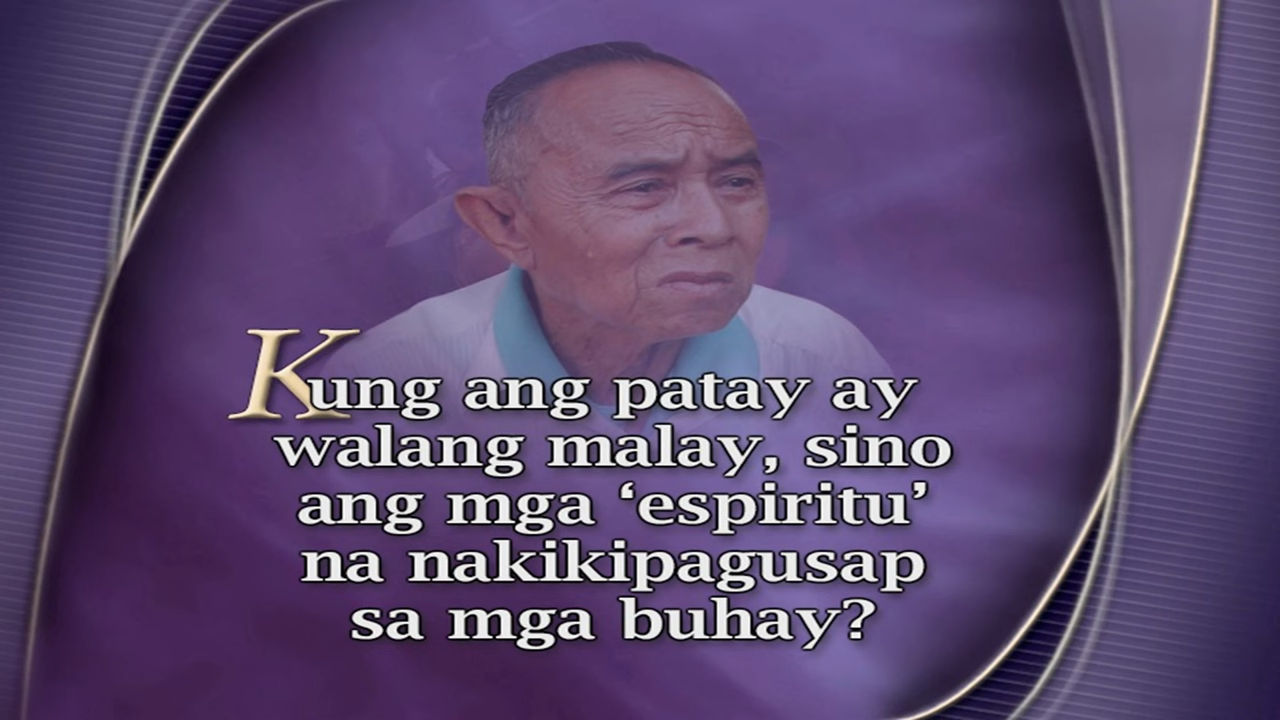 Kung ang patay ay
walang malay, sino
ang mga ‘espiritu’
na nakikipagusap
sa mga buhay?